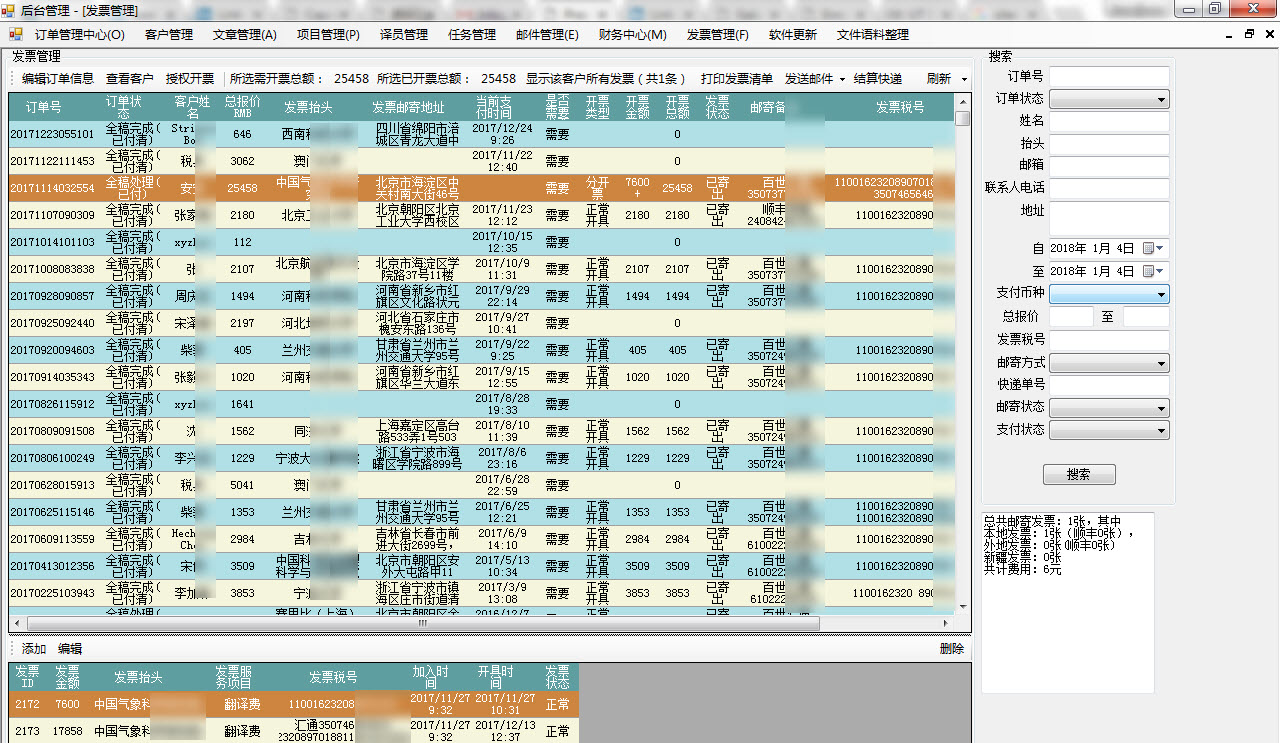 后台管理 - [发票管理]
订单管理中心(O) 客户管理 文章管理(A) 项目管理(P) 译员管理 任务管理 邮件管理(E) 财务中心(M) 发票管理(F) 软件更新 文件语料整理
发票管理
编辑订单信息 查看客户 授权开票 所选需开票总额： 25458 所选已开票总额： 25458 显示该客户所有发票（共1条） 打印发票清单 发送邮件 结算快递 刷新
订单号 订单状态 客户姓名 总报价RMB 发票抬头 发票邮寄地址 当前支付时间 是否需要 开票类型 开票金额 开票总额 发票状态 邮寄备 发票税号
20171223055101 全稿完成(已付清) Stri Bo 646 西南 四川省绵阳市涪城区青龙大道中 2017/12/24 9:26 需要 0
20171122111453 全稿完成(已付清) 税 3062 澳 2017/11/22 12:40 需要 0
20171114032554 全稿处理(已付) 安 25458 中国气 北京市海淀区中关村南大街46号 需要 分开票 7600+ 25458 已寄出 百世 350737 11001623208907018 3507465646
20171107090009 全稿完成(已付清) 张 2180 北京 北京朝阳区北京工业大学西校区 2017/11/23 12:12 需要 正常开具 2180 2180 已寄出 顺丰 240842 1100162320890
20171014101103 全稿完成(已付清) xyz 112 2017/10/15 12:35 需要 0
20171008083838 全稿完成(已付清) 张 2107 北京航 北京市海淀区学院路37号11楼 2017/10/9 11:31 需要 正常开具 2107 2107 已寄出 百世 350737 1100162320890
20170928090857 全稿完成(已付清) 周 1494 河南 河南省新乡市红旗区文化路状元 2017/9/29 22:14 需要 正常开具 1494 1494 已寄出 百世 350737 1100162320890
20170925092440 全稿完成(已付清) 宋 2197 河北 河北省石家庄市槐安东路136号 2017/9/27 10:41 需要 0
20170920094603 全稿完成(已付清) 柴 405 兰州 甘肃省兰州市兰州交通大学95号 2017/9/22 9:25 需要 正常开具 405 405 已寄出 百世 350724 1100162320890
20170914035343 全稿完成(已付清) 张 1020 河南 河南省新乡市红旗区华兰大道东 2017/9/15 12:55 需要 正常开具 1020 1020 已寄出 百世 350724 1100162320890
20170826115912 全稿完成(已付清) xyz 1641 2017/8/28 19:33 需要 0
20170809091508 全稿完成(已付清) 沈 1562 同 上海嘉定区高台路533弄1号503 2017/8/10 11:39 需要 正常开具 1562 1562 已寄出 百世 350724 1100162320890
20170806100249 全稿完成(已付清) 李兴 1229 宁波大 浙江省宁波市海曙区学院路899号 2017/8/6 23:16 需要 正常开具 1229 1229 已寄出 百世 350724 1100162320890
20170628015913 全稿完成(已付清) 税 5041 澳 2017/6/28 22:59 需要 0
20170625115146 全稿完成(已付清) 柴 1353 兰州 甘肃省兰州市兰州交通大学95号 2017/6/25 12:21 需要 正常开具 1353 1353 已寄出 百世 350724 1100162320890 1100162320890
20170609113559 全稿完成(已付清) Hech Ch 2984 吉 吉林省长春市前进大街2699号， 2017/6/9 14:10 需要 正常开具 2984 2984 已寄出 百世 610022 1100162320890
20170413012356 全稿完成(已付清) 宋 3509 中国科 科学与 北京市朝阳区安外大屯路甲11 2017/5/13 10:34 需要 正常开具 3509 3509 已寄出 百世 610022 1100162320890
20170225103943 全稿完成(已付清) 李加 3853 宁 浙江省宁波市镇海区庄市街道清 2017/3/9 13:08 需要 正常开具 3853 3853 已寄出 百世 610222 1100162320 890
全稿处理( 赛里比（上海） 北京市朝阳区全 2016/12/7 正常 已寄 百世
添加 编辑 删除
发票ID 发票金额 发票抬头 发票服务项目 发票税号 加入时间 开具时间 发票状态
2172 7600 中国气象科 翻译费 11001623208 2017/11/27 9:32 2017/11/27 10:31 正常
2173 17858 中国气象科 翻译费 汇通350746 2320897018811 2017/11/27 9:32 2017/12/13 12:37 正常
搜索
订单号
订单状态
姓名
抬头
邮箱
联系人电话
地址
自 2018年 1月 4日
至 2018年 1月 4日
支付币种
总报价 至
发票税号
邮寄方式
快递单号
邮寄状态
支付状态
搜索
总共邮寄发票：1张，其中
本地发票：1张（顺丰0张），
外地发票：0张(顺丰0张)
新疆发票：0张
共计费用：6元